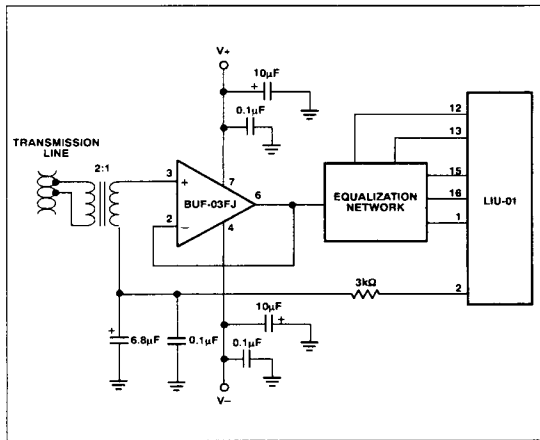 V+
10µF
+
0.1µF
TRANSMISSION
LINE
2:1
3
+
7
BUF-03FJ
6
2
−
4
EQUALIZATION
NETWORK
12
13
15
16
1
2
LIU-01
3kΩ
+
6.8µF
0.1µF
10µF
+
0.1µF
V−